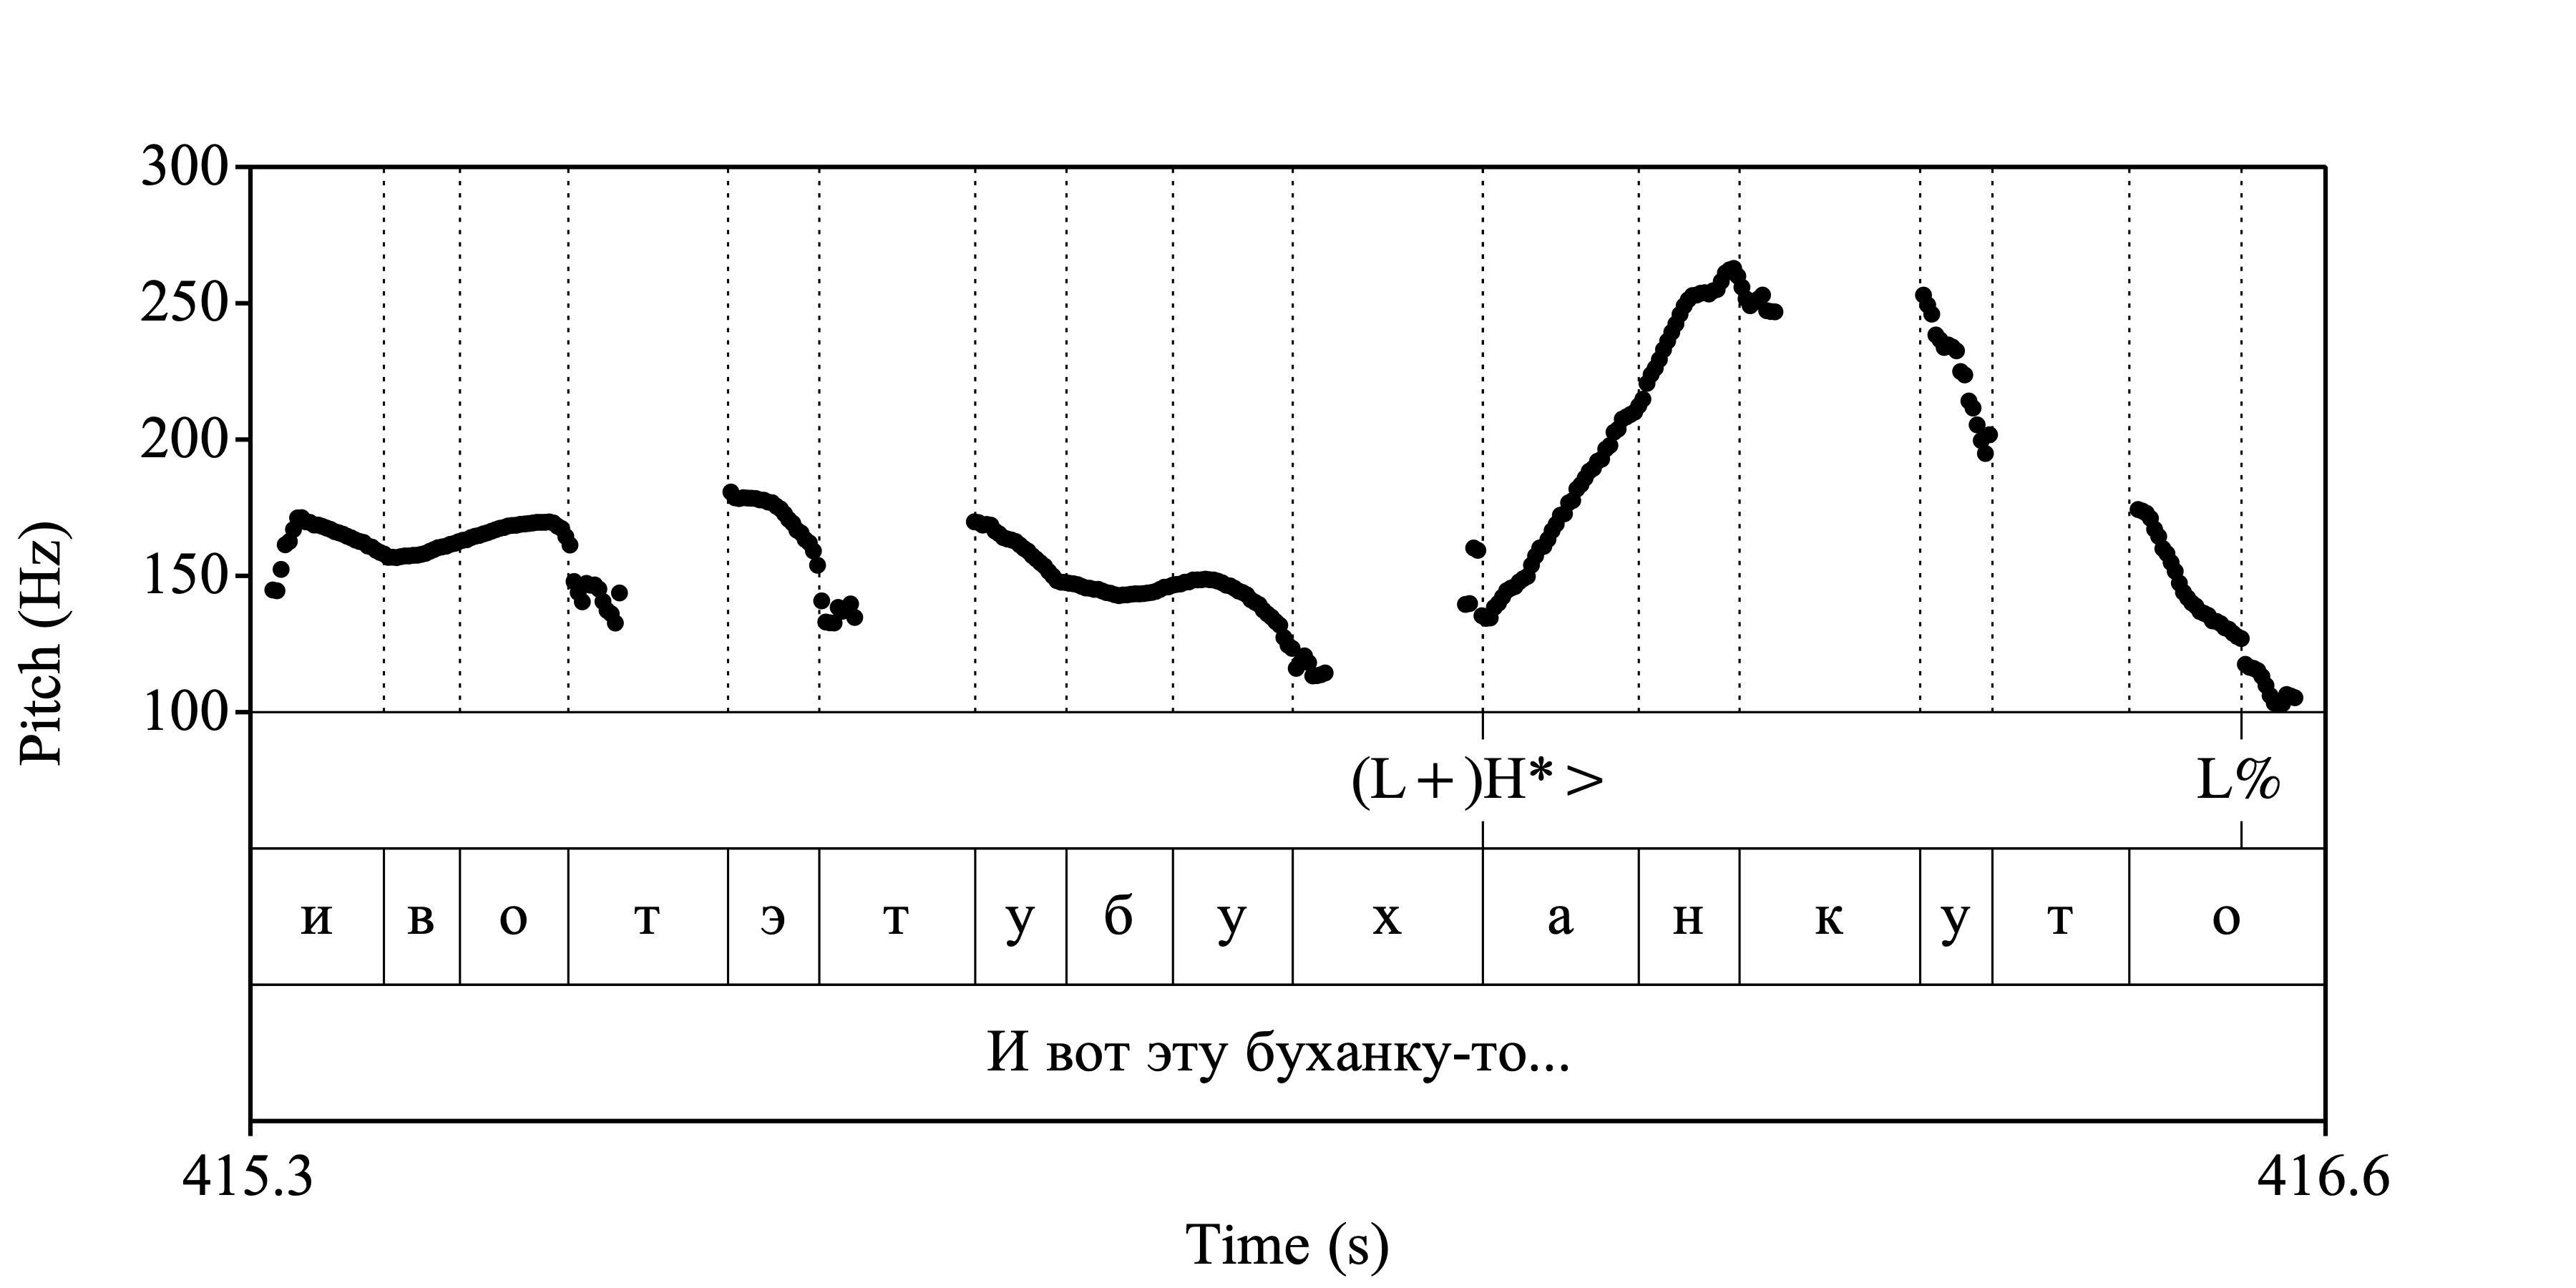 300
250
200
150
100
Pitch (Hz)
(L+)H*> L%
и в о т э т у б у х а н к у т о
И вот эту буханку-то...
415.3 416.6
Time (s)